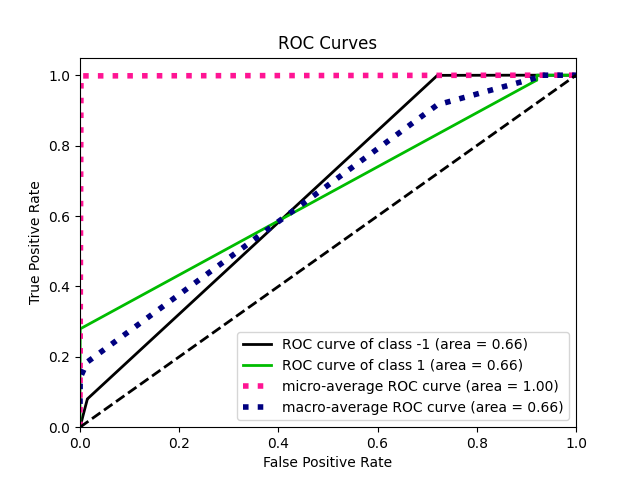 ROC Curves
1.0
0.8
0.6
0.4
0.2
0.0
True Positive Rate
ROC curve of class -1 (area = 0.66)
ROC curve of class 1 (area = 0.66)
micro-average ROC curve (area = 1.00)
macro-average ROC curve (area = 0.66)
0.0 0.2 0.4 0.6 0.8 1.0
False Positive Rate